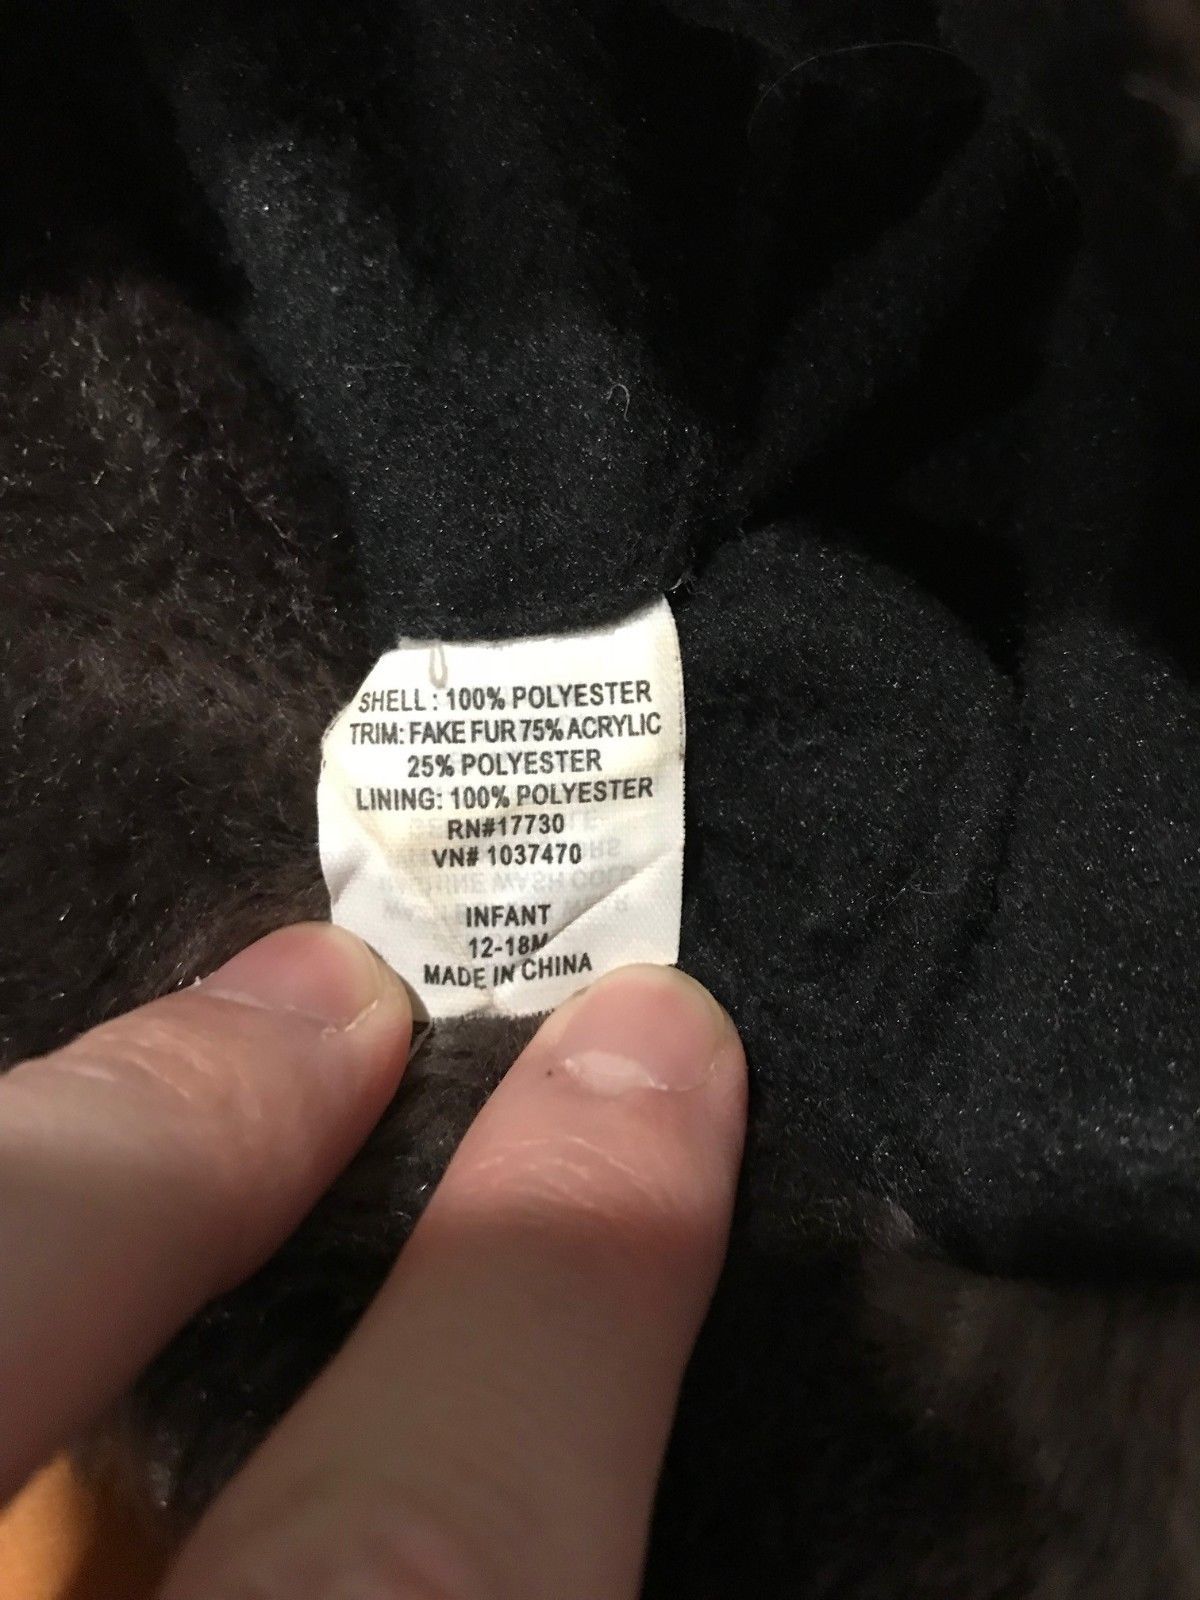 SHELL: 100% POLYESTER
TRIM: FAKE FUR 75% ACRYLIC
25% POLYESTER
LINING: 100% POLYESTER
RN#17730
VN# 1037470
INFANT
12-18M
MADE IN CHINA